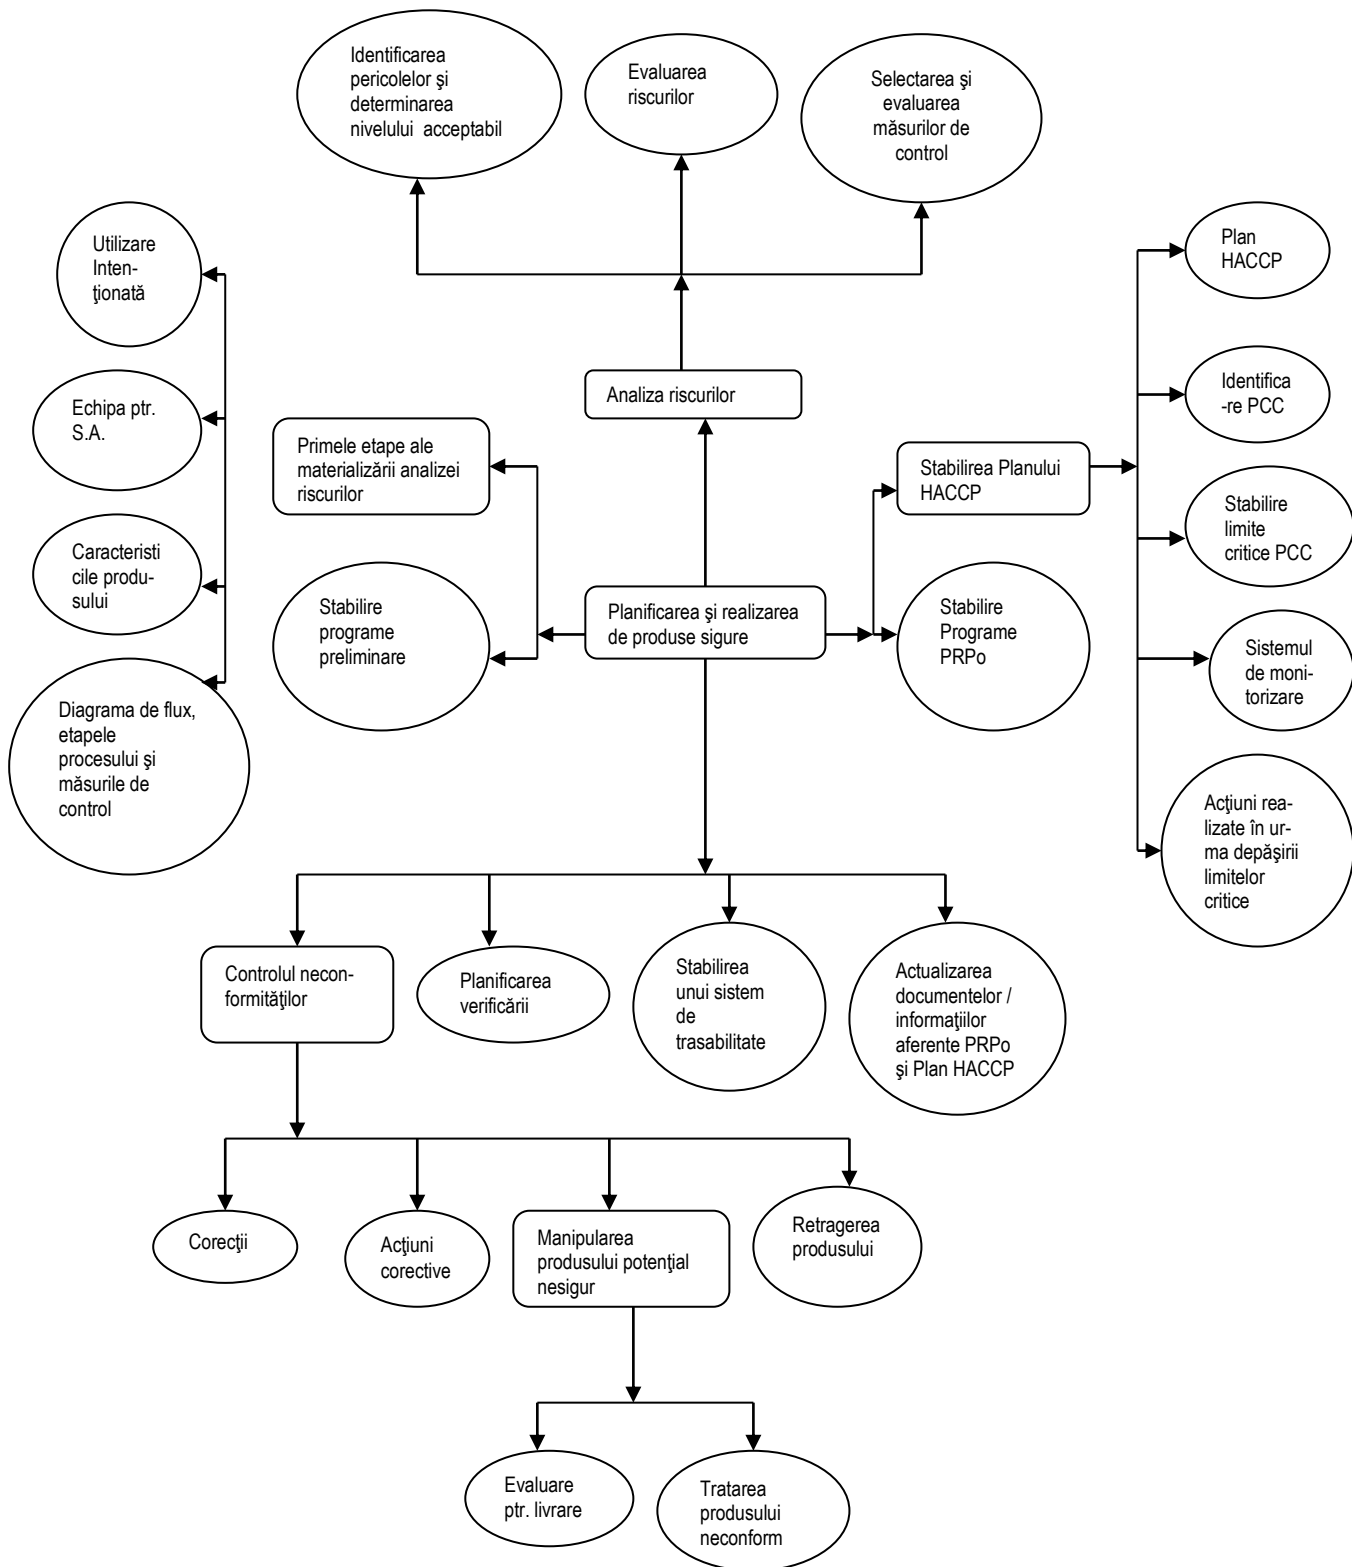 Identificarea
pericolelor şi
determinarea
nivelului acceptabil
Evaluarea
riscurilor
Selectarea şi
evaluarea
măsurilor de
control
Utilizare
Inten-
ţionată
Plan
HACCP
Echipa ptr.
S.A.
Analiza riscurilor
Identifica
-re PCC
Primele etape ale
materializării analizei
riscurilor
Stabilirea Planului
HACCP
Stabilire
limite
critice PCC
Caracteristi
cile produ-
sului
Stabilire
programe
preliminare
Planificarea şi realizarea
de produse sigure
Stabilire
Programe
PRPo
Sistemul
de moni-
torizare
Diagrama de flux,
etapele
procesului şi
măsurile de
control
Acţiuni rea-
lizate în ur-
ma depăşirii
limitelor
critice
Controlul necon-
formităţilor
Planificarea
verificării
Stabilirea
unui sistem
de
trasabilitate
Actualizarea
documentelor /
informaţiilor
aferente PRPo
şi Plan HACCP
Corecţii
Acţiuni
corective
Manipularea
produsului potenţial
nesigur
Retragerea
produsului
Evaluare
ptr. livrare
Tratarea
produsului
neconform